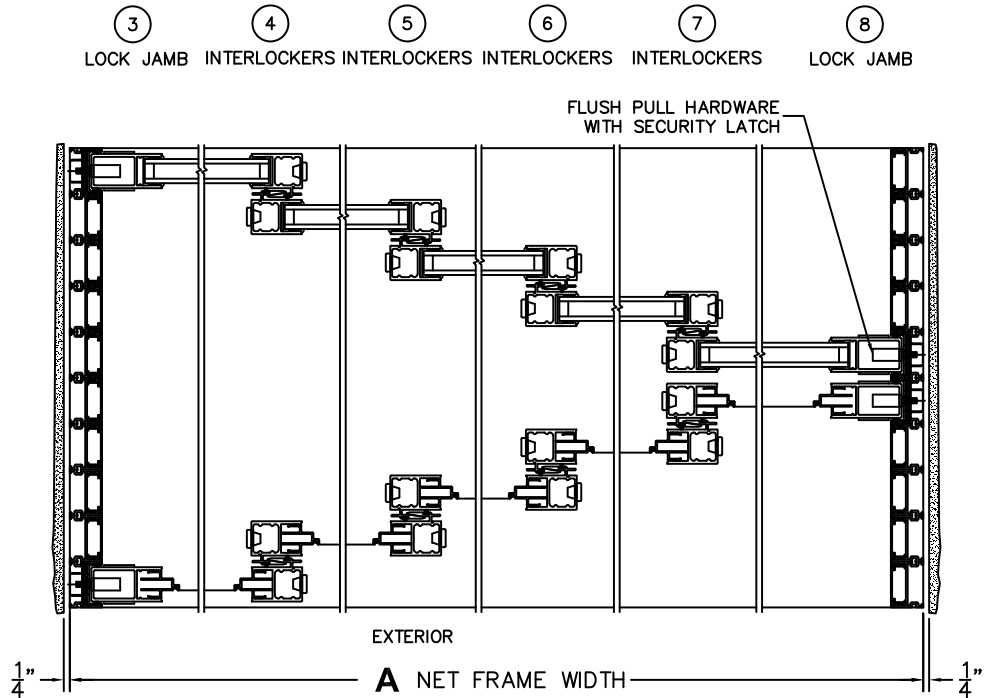 3 4 5 6 7 8
LOCK JAMB INTERLOCKERS INTERLOCKERS INTERLOCKERS INTERLOCKERS LOCK JAMB
FLUSH PULL HARDWARE
WITH SECURITY LATCH
EXTERIOR
1/4" A NET FRAME WIDTH 1/4"